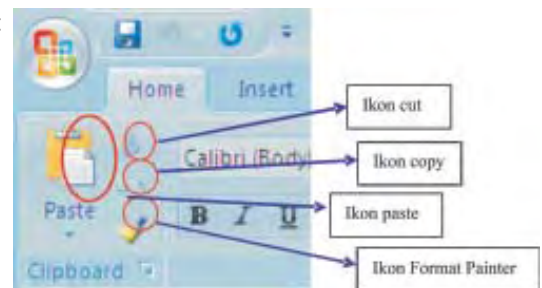 Home Insert
Ikon cut
Calibri (Body)
Ikon copy
Paste
B I U
Ikon paste
Clipboard
Ikon Format Painter